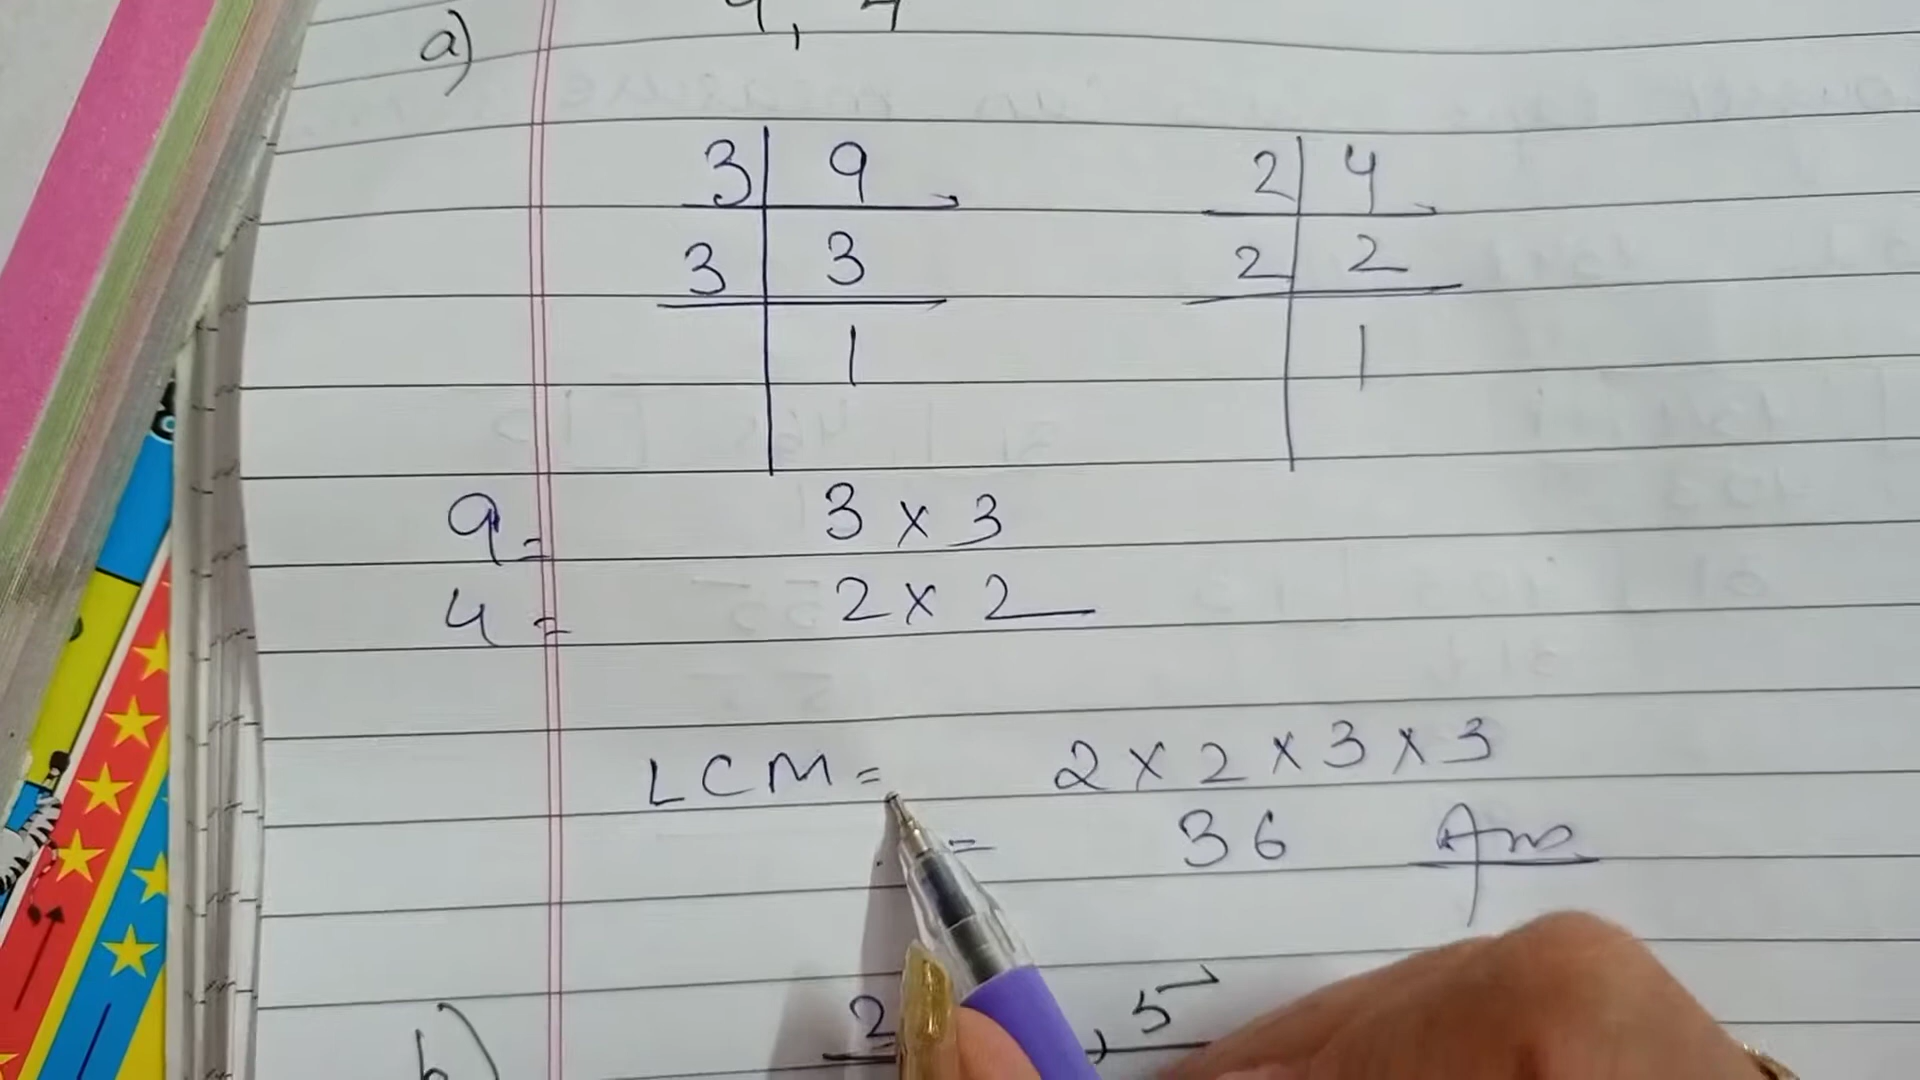 a) 9, 4
3 9 2 4
3 3 2 2
1 1
9 = 3 x 3
4 = 2 x 2
LCM = 2 x 2 x 3 x 3
= 36 Ans
b) 2 , 5